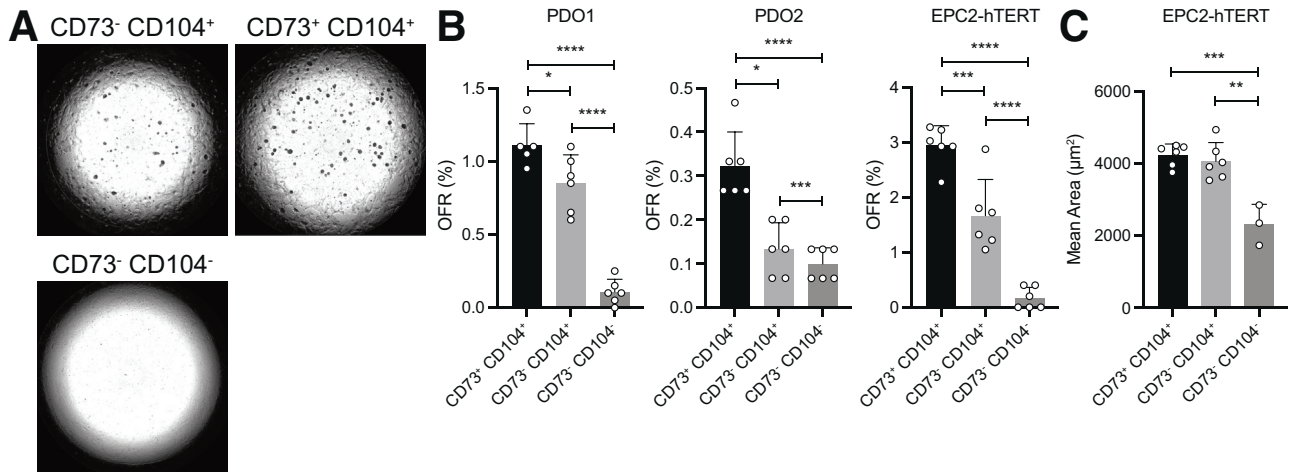 A
CD73⁻ CD104⁺
CD73⁺ CD104⁺
CD73⁻ CD104⁻
B
PDO1
****
*
****
OFR (%)
1.5
1.0
0.5
0.0
CD73⁺ CD104⁺
CD73⁻ CD104⁺
CD73⁻ CD104⁻
PDO2
****
*
***
OFR (%)
0.5
0.4
0.3
0.2
0.1
0.0
CD73⁺ CD104⁺
CD73⁻ CD104⁺
CD73⁻ CD104⁻
EPC2-hTERT
****
***
****
OFR (%)
4
3
2
1
0
CD73⁺ CD104⁺
CD73⁻ CD104⁺
CD73⁻ CD104⁻
C
EPC2-hTERT
***
**
Mean Area (µm²)
6000
4000
2000
0
CD73⁺ CD104⁺
CD73⁻ CD104⁺
CD73⁻ CD104⁻